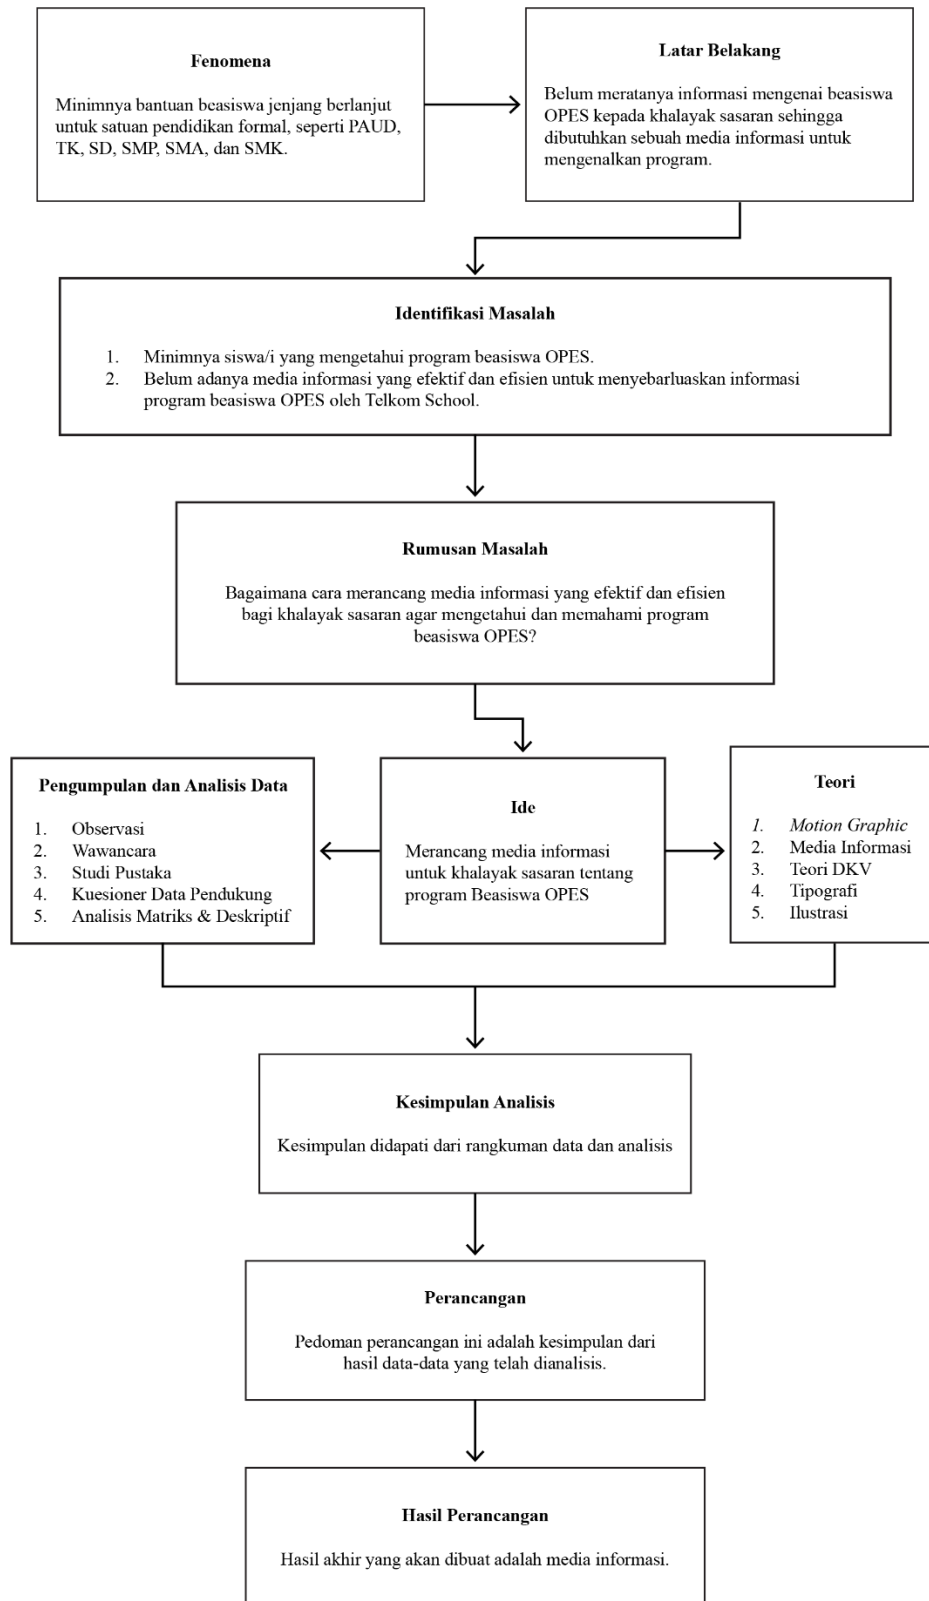 Fenomena
Minimnya bantuan beasiswa jenjang berlanjut
untuk satuan pendidikan formal, seperti PAUD,
TK, SD, SMP, SMA, dan SMK.
Latar Belakang
Belum meratanya informasi mengenai beasiswa
OPES kepada khalayak sasaran sehingga
dibutuhkan sebuah media informasi untuk
mengenalkan program.
Identifikasi Masalah
1. Minimnya siswa/i yang mengetahui program beasiswa OPES.
2. Belum adanya media informasi yang efektif dan efisien untuk menyebarluaskan informasi
program beasiswa OPES oleh Telkom School.
Rumusan Masalah
Bagaimana cara merancang media informasi yang efektif dan efisien
bagi khalayak sasaran agar mengetahui dan memahami program
beasiswa OPES?
Pengumpulan dan Analisis Data
1. Observasi
2. Wawancara
3. Studi Pustaka
4. Kuesioner Data Pendukung
5. Analisis Matriks & Deskriptif
Ide
Merancang media informasi
untuk khalayak sasaran tentang
program Beasiswa OPES
Teori
1. Motion Graphic
2. Media Informasi
3. Teori DKV
4. Tipografi
5. Ilustrasi
Kesimpulan Analisis
Kesimpulan didapati dari rangkuman data dan analisis
Perancangan
Pedoman perancangan ini adalah kesimpulan dari
hasil data-data yang telah dianalisis.
Hasil Perancangan
Hasil akhir yang akan dibuat adalah media informasi.